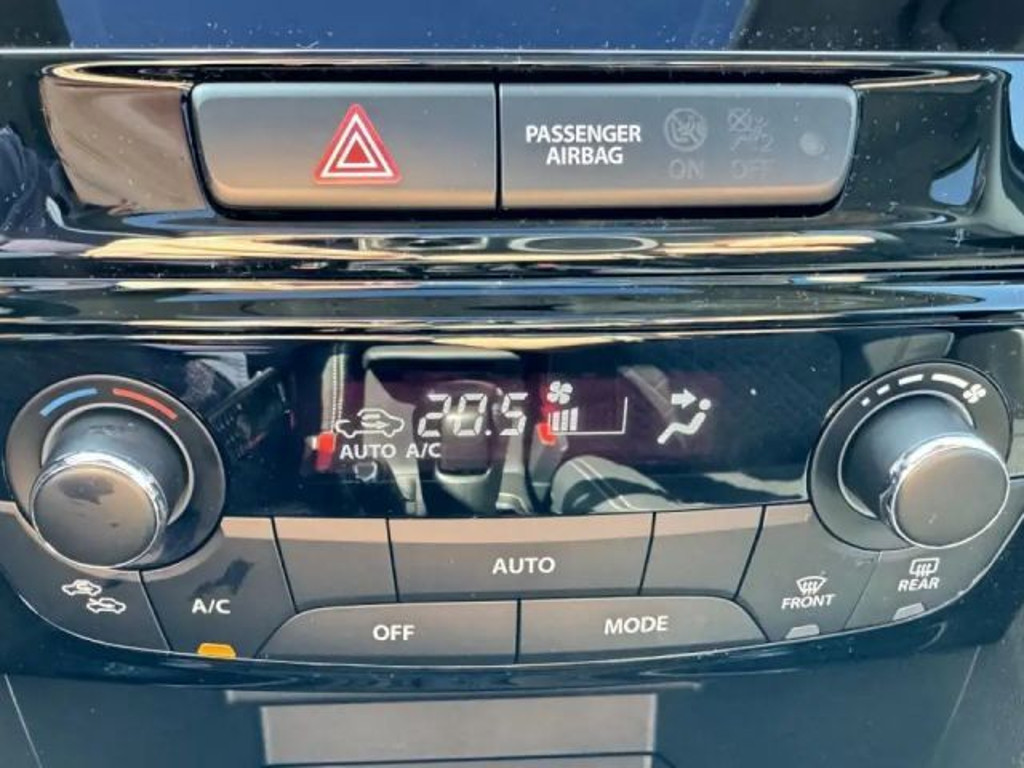 PASSENGER
AIRBAG
ON OFF
20.5
AUTO A/C
AUTO
A/C
OFF
MODE
FRONT
REAR